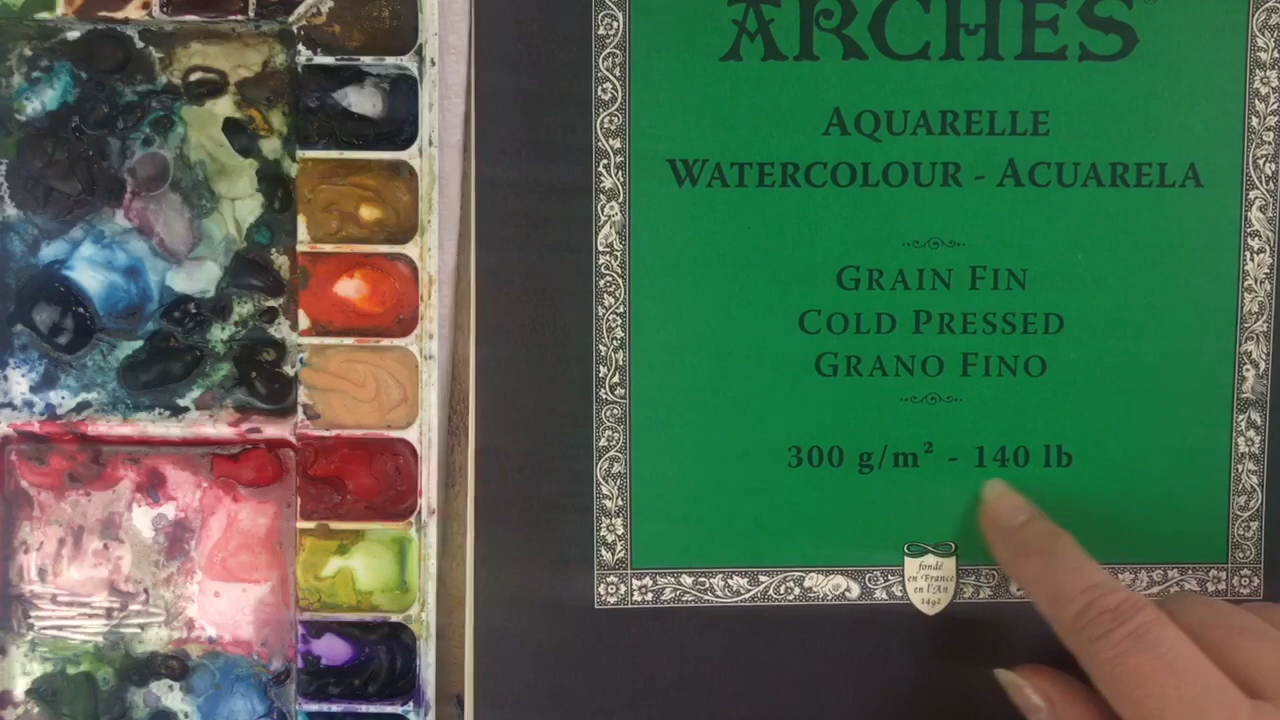 ARCHES®
AQUARELLE
WATERCOLOUR - ACUARELA
GRAIN FIN
COLD PRESSED
GRANO FINO
300 g/m² - 140 lb
fondé
en France
en l'An
1492